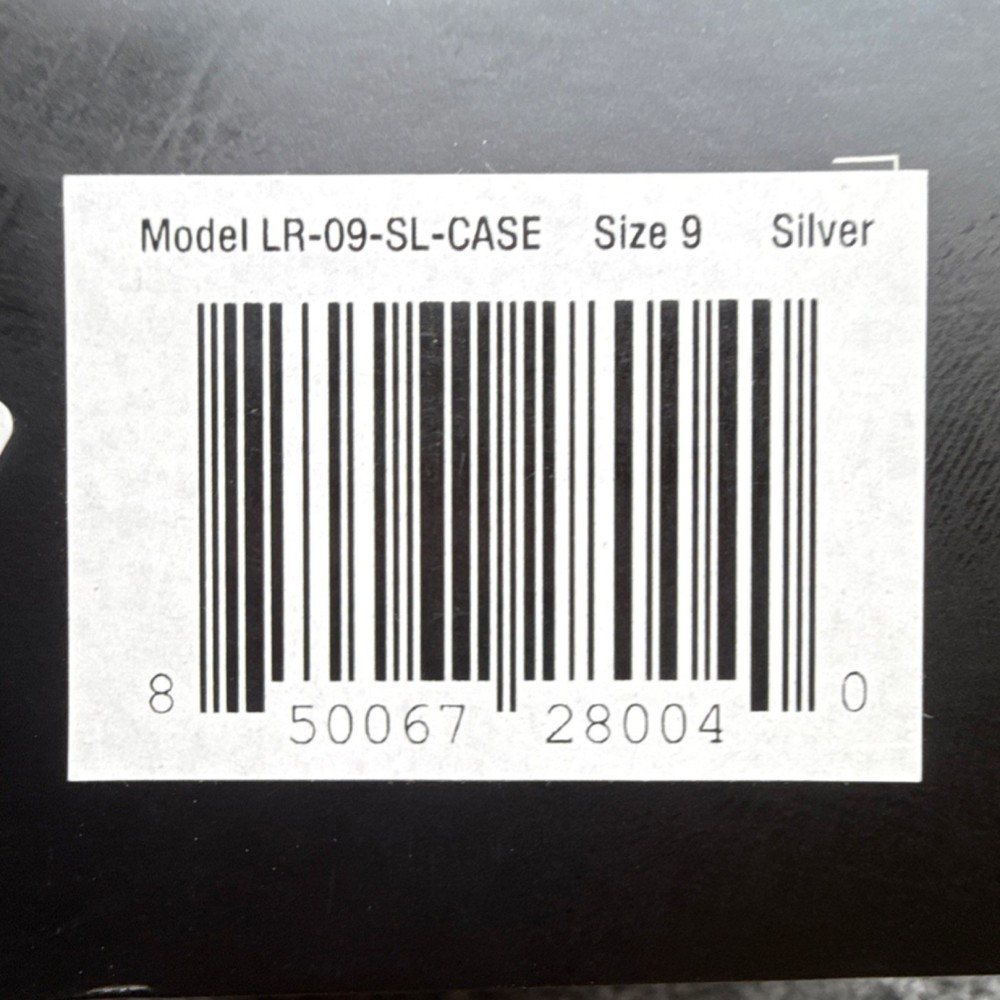 Model LR-09-SL-CASE Size 9 Silver
8 50067 28004 0